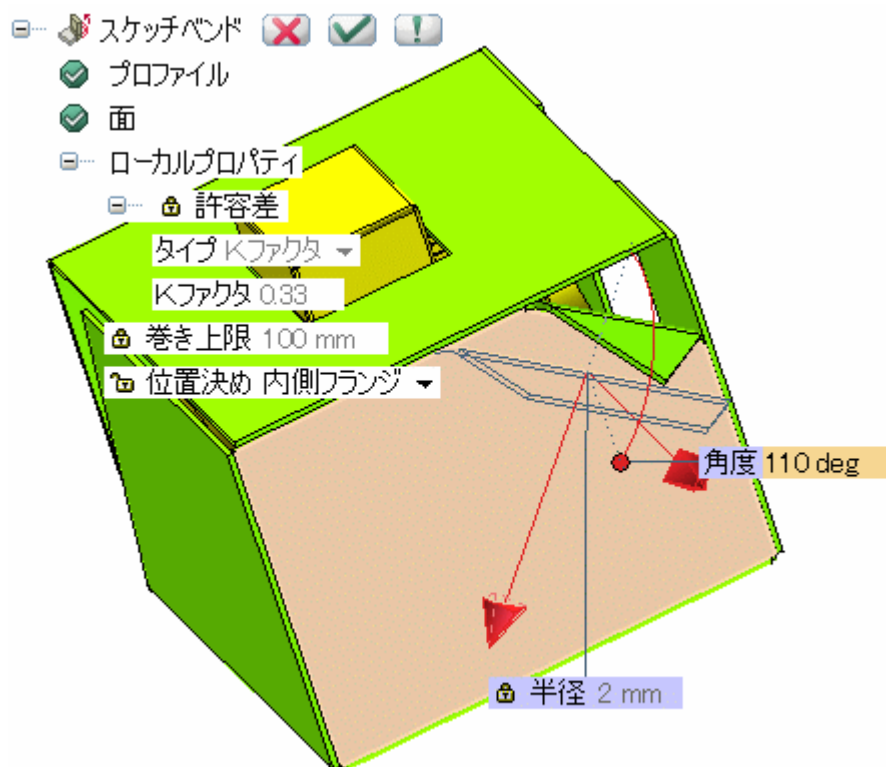 スケッチベンド
プロファイル
面
ローカルプロパティ
許容差
タイプ Kファクタ
Kファクタ 0.33
巻き上限 100 mm
位置決め 内側フランジ
角度 110 deg
半径 2 mm